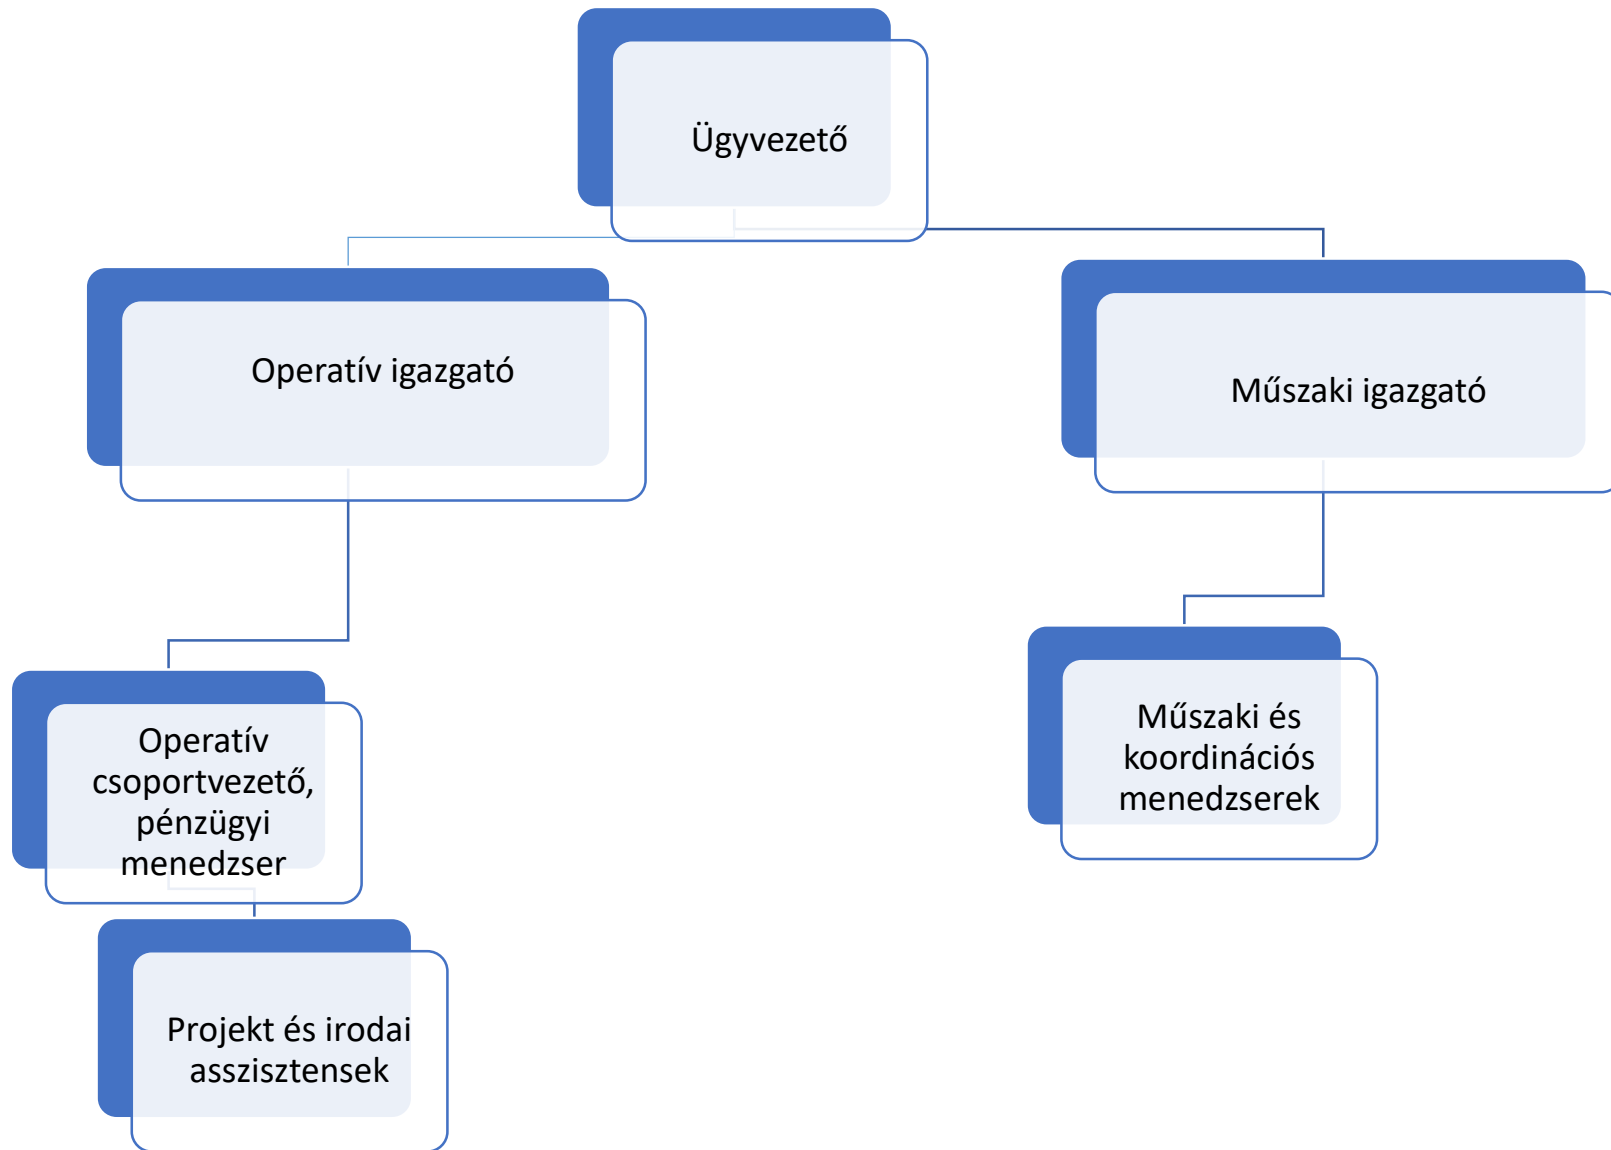 Ügyvezető
Operatív igazgató
Műszaki igazgató
Operatív
csoportvezető,
pénzügyi
menedzser
Műszaki és
koordinációs
menedzserek
Projekt és irodai
asszisztensek